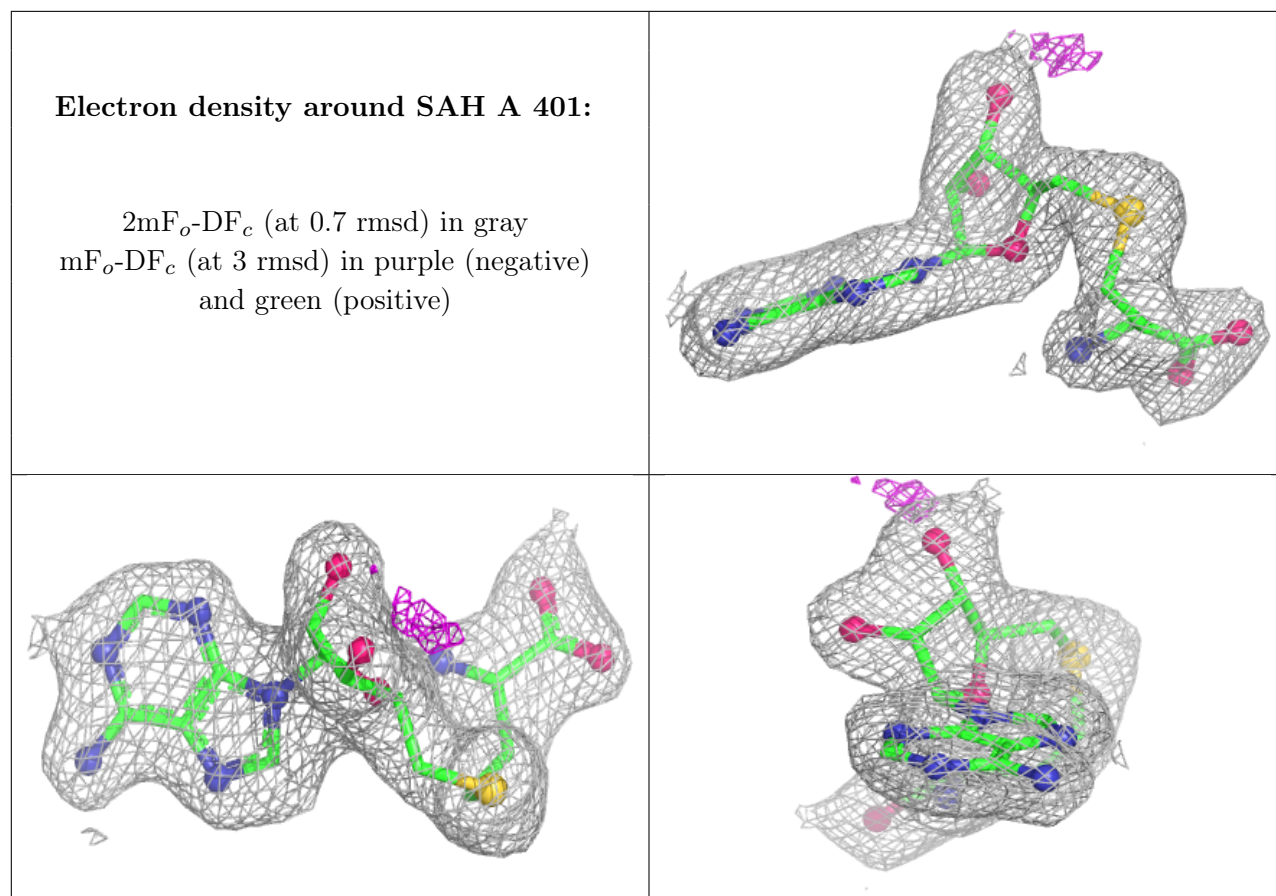 Electron density around SAH A 401:
2mFo-DFc (at 0.7 rmsd) in gray
mFo-DFc (at 3 rmsd) in purple (negative)
and green (positive)